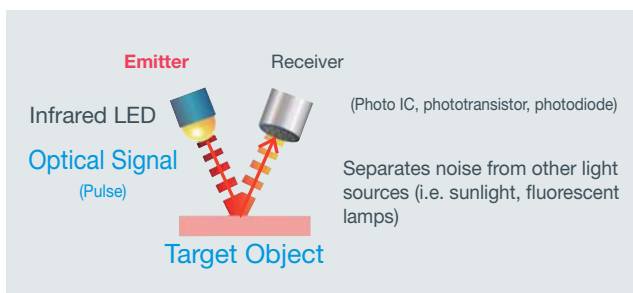 Emitter
Receiver
Infrared LED
(Photo IC, phototransistor, photodiode)
Optical Signal
(Pulse)
Separates noise from other light
sources (i.e. sunlight, fluorescent
lamps)
Target Object